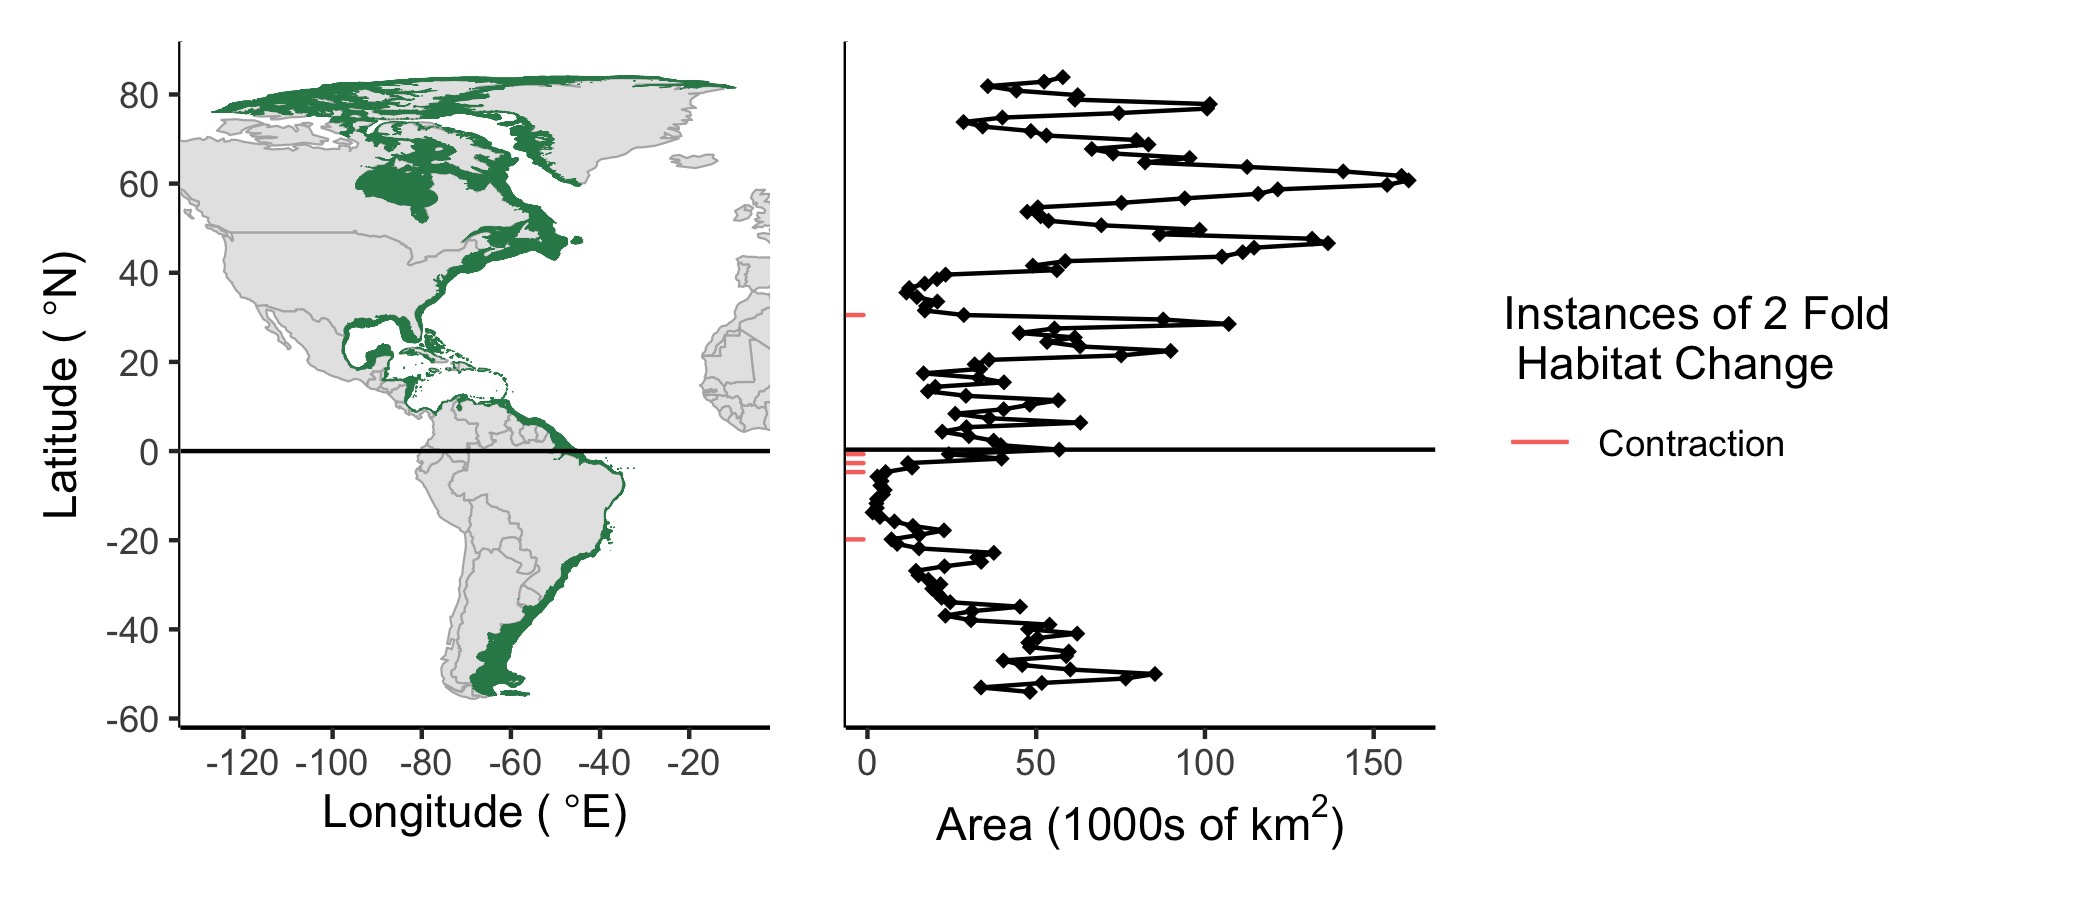 Latitude ( °N)
80
60
40
20
0
-20
-40
-60
-120 -100 -80 -60 -40 -20
Longitude ( °E)
0 50 100 150
Area (1000s of km²)
Instances of 2 Fold
Habitat Change
Contraction